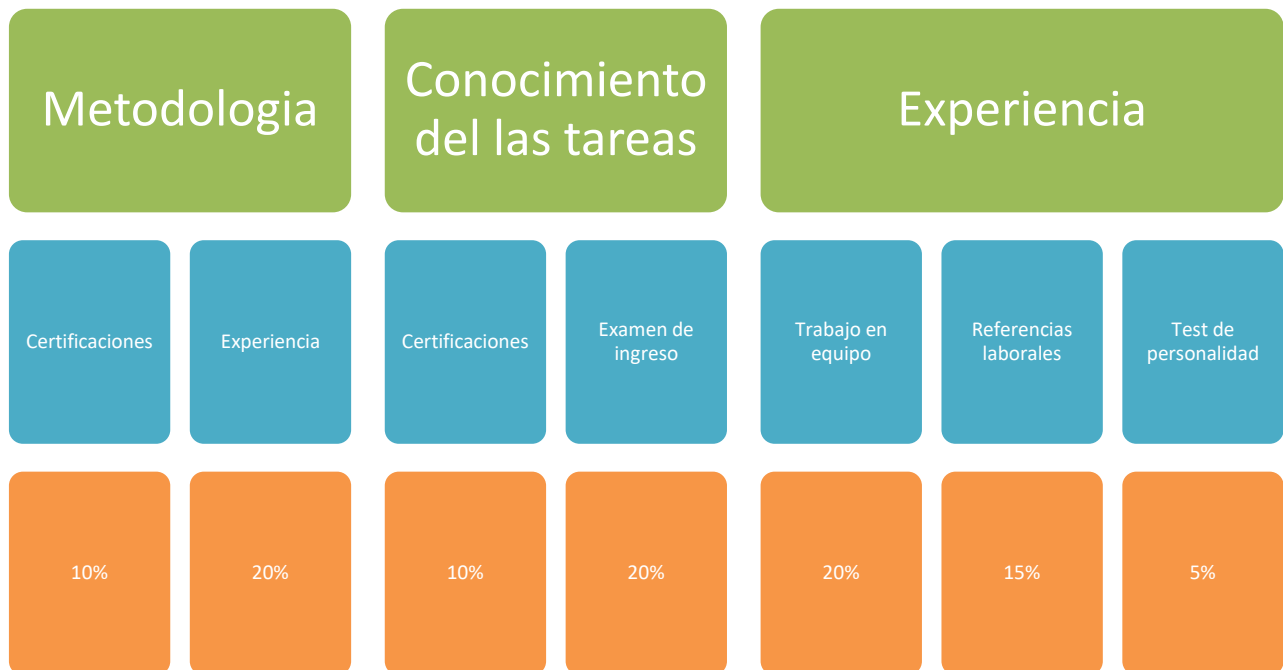 Metodologia
Conocimiento
del las tareas
Experiencia
Certificaciones
Experiencia
Certificaciones
Examen de
ingreso
Trabajo en
equipo
Referencias
laborales
Test de
personalidad
10%
20%
10%
20%
20%
15%
5%